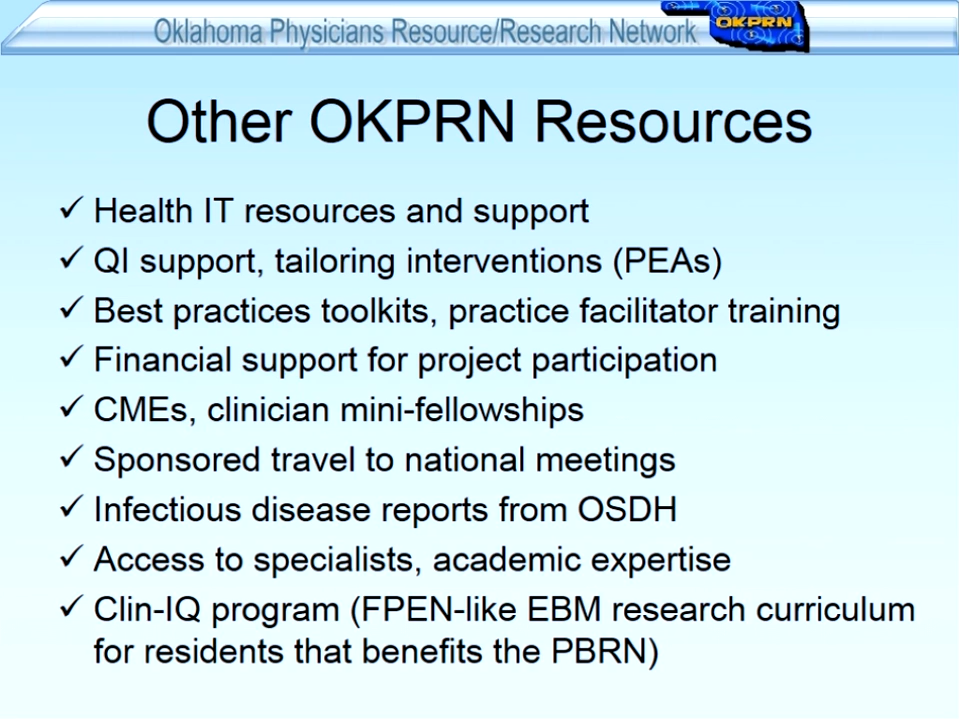 Oklahoma Physicians Resource/Research Network
OKPRN
Other OKPRN Resources
✓ Health IT resources and support
✓ QI support, tailoring interventions (PEAs)
✓ Best practices toolkits, practice facilitator training
✓ Financial support for project participation
✓ CMEs, clinician mini-fellowships
✓ Sponsored travel to national meetings
✓ Infectious disease reports from OSDH
✓ Access to specialists, academic expertise
✓ Clin-IQ program (FPEN-like EBM research curriculum
for residents that benefits the PBRN)